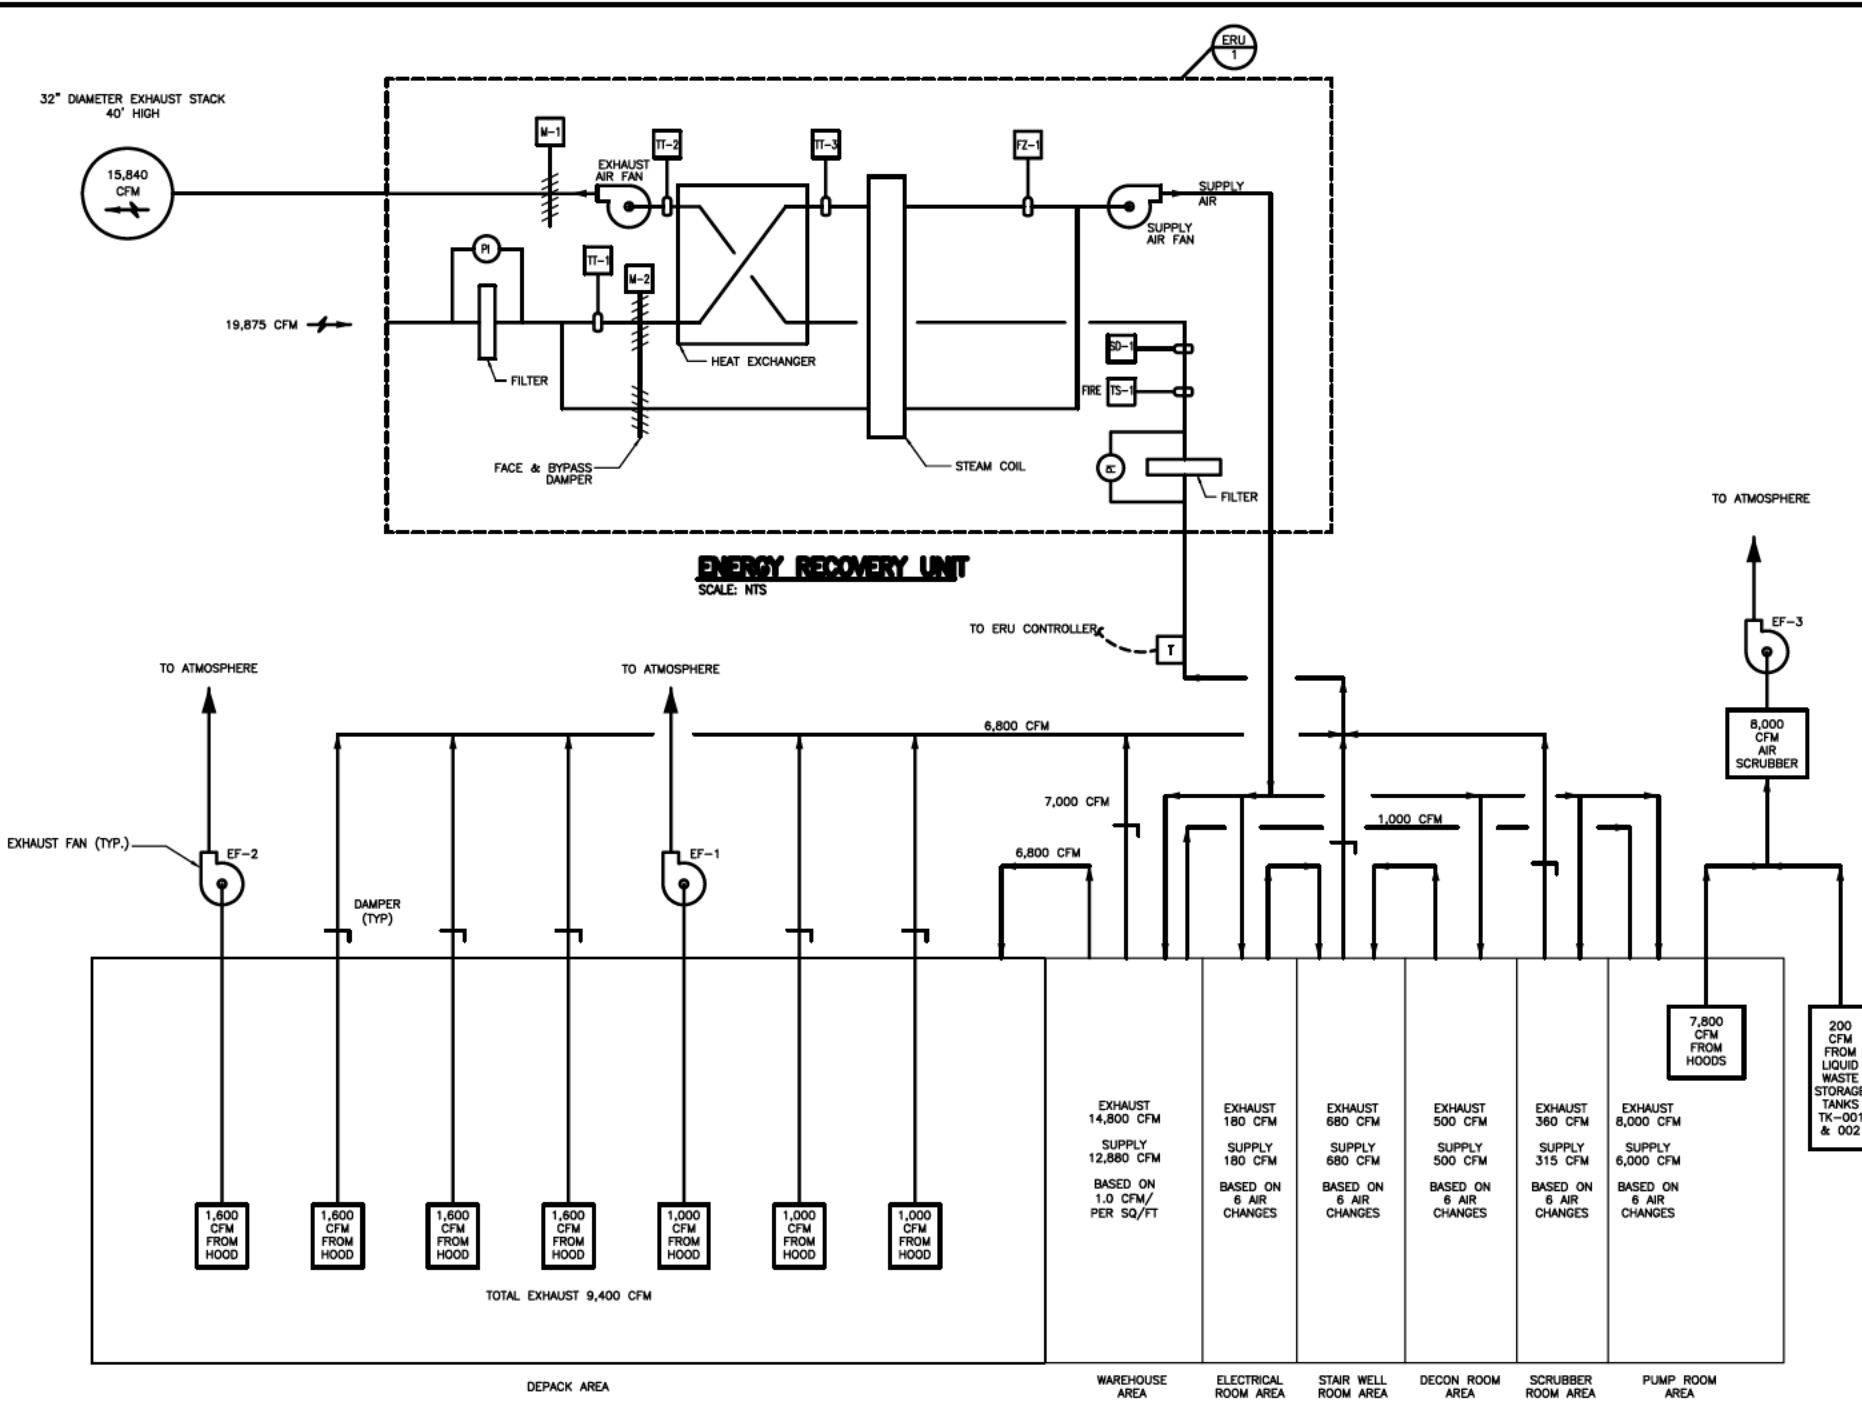 ERU
1
32" DIAMETER EXHAUST STACK
40' HIGH
15,840
CFM
M-1
EXHAUST
AIR FAN
TT-2
TT-3
FZ-1
SUPPLY
AIR
SUPPLY
AIR FAN
PI
TT-1
M-2
19,875 CFM
HEAT EXCHANGER
FILTER
SD-1
FIRE
TS-1
FACE & BYPASS
DAMPER
STEAM COIL
PI
FILTER
ENERGY RECOVERY UNIT
SCALE: NTS
TO ATMOSPHERE
EF-3
TO ERU CONTROLLER
T
TO ATMOSPHERE
TO ATMOSPHERE
8,000
CFM
AIR
SCRUBBER
6,800 CFM
7,000 CFM
1,000 CFM
6,800 CFM
EXHAUST FAN (TYP.)
EF-2
EF-1
DAMPER
(TYP)
7,800
CFM
FROM
HOODS
200
CFM
FROM
LIQUID
WASTE
STORAGE
TANKS
TK-001
& 002
EXHAUST
14,800 CFM
SUPPLY
12,880 CFM
BASED ON
1.0 CFM/
PER SQ/FT
EXHAUST
180 CFM
SUPPLY
180 CFM
BASED ON
6 AIR
CHANGES
EXHAUST
680 CFM
SUPPLY
680 CFM
BASED ON
6 AIR
CHANGES
EXHAUST
500 CFM
SUPPLY
500 CFM
BASED ON
6 AIR
CHANGES
EXHAUST
360 CFM
SUPPLY
315 CFM
BASED ON
6 AIR
CHANGES
EXHAUST
8,000 CFM
SUPPLY
6,000 CFM
BASED ON
6 AIR
CHANGES
1,600
CFM
FROM
HOOD
1,600
CFM
FROM
HOOD
1,600
CFM
FROM
HOOD
1,600
CFM
FROM
HOOD
1,000
CFM
FROM
HOOD
1,000
CFM
FROM
HOOD
1,000
CFM
FROM
HOOD
TOTAL EXHAUST 9,400 CFM
DEPACK AREA
WAREHOUSE
AREA
ELECTRICAL
ROOM AREA
STAIR WELL
ROOM AREA
DECON ROOM
AREA
SCRUBBER
ROOM AREA
PUMP ROOM
AREA